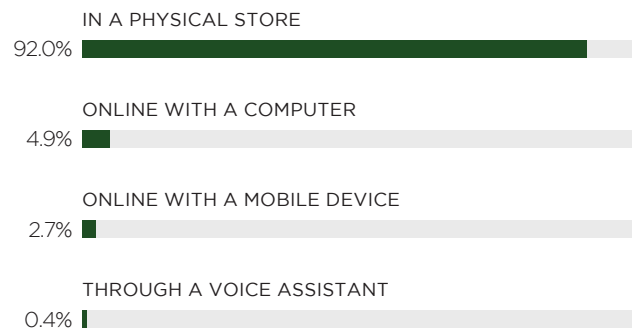 IN A PHYSICAL STORE
92.0%
ONLINE WITH A COMPUTER
4.9%
ONLINE WITH A MOBILE DEVICE
2.7%
THROUGH A VOICE ASSISTANT
0.4%